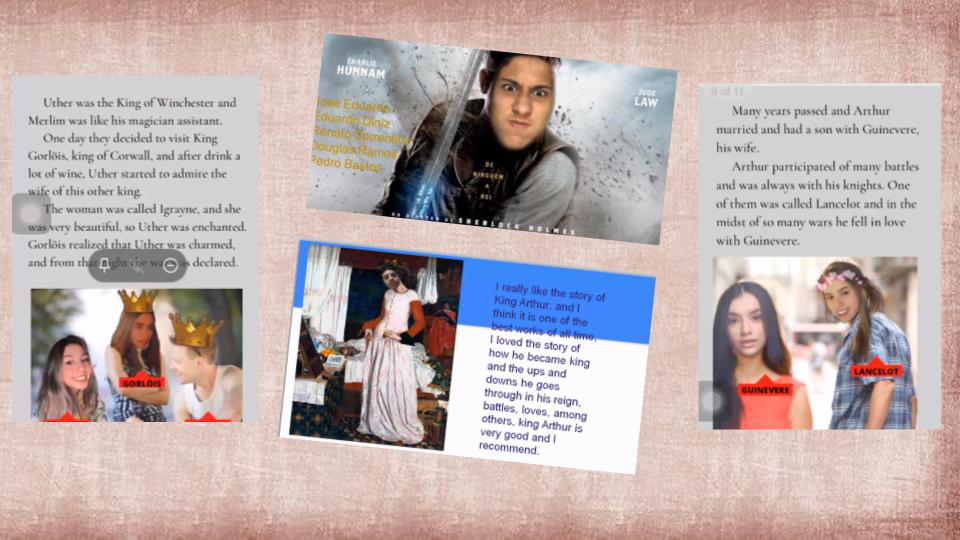 Uther was the King of Winchester and
Merlim was like his magician assistant.
One day they decided to visit King
Gorlöis, king of Corwall, and after drink a
lot of wine, Uther started to admire the
wife of this other king.
The woman was called Igrayne, and she
was very beautiful, so Uther was enchanted.
Gorlöis realized that Uther was charmed,
and from that night the war was declared.
GORLÖIS
CHARLIE
HUNNAM
JUDE
LAW
José Eduardo
Eduardo Diniz
Renato Sorrentino
Douglas Ramos
Pedro Bastos
DE
NINGUÉM
A
REI
DO DIRETOR DE SHERLOCK HOLMES
I really like the story of
King Arthur, and I
think it is one of the
best works of all time,
I loved the story of
how he became king
and the ups and
downs he goes
through in his reign,
battles, loves, among
others, king Arthur is
very good and I
recommend.
9 of 11
Many years passed and Arthur
married and had a son with Guinevere,
his wife.
Arthur participated of many battles
and was always with his knights. One
of them was called Lancelot and in the
midst of so many wars he fell in love
with Guinevere.
GUINEVERE
LANCELOT